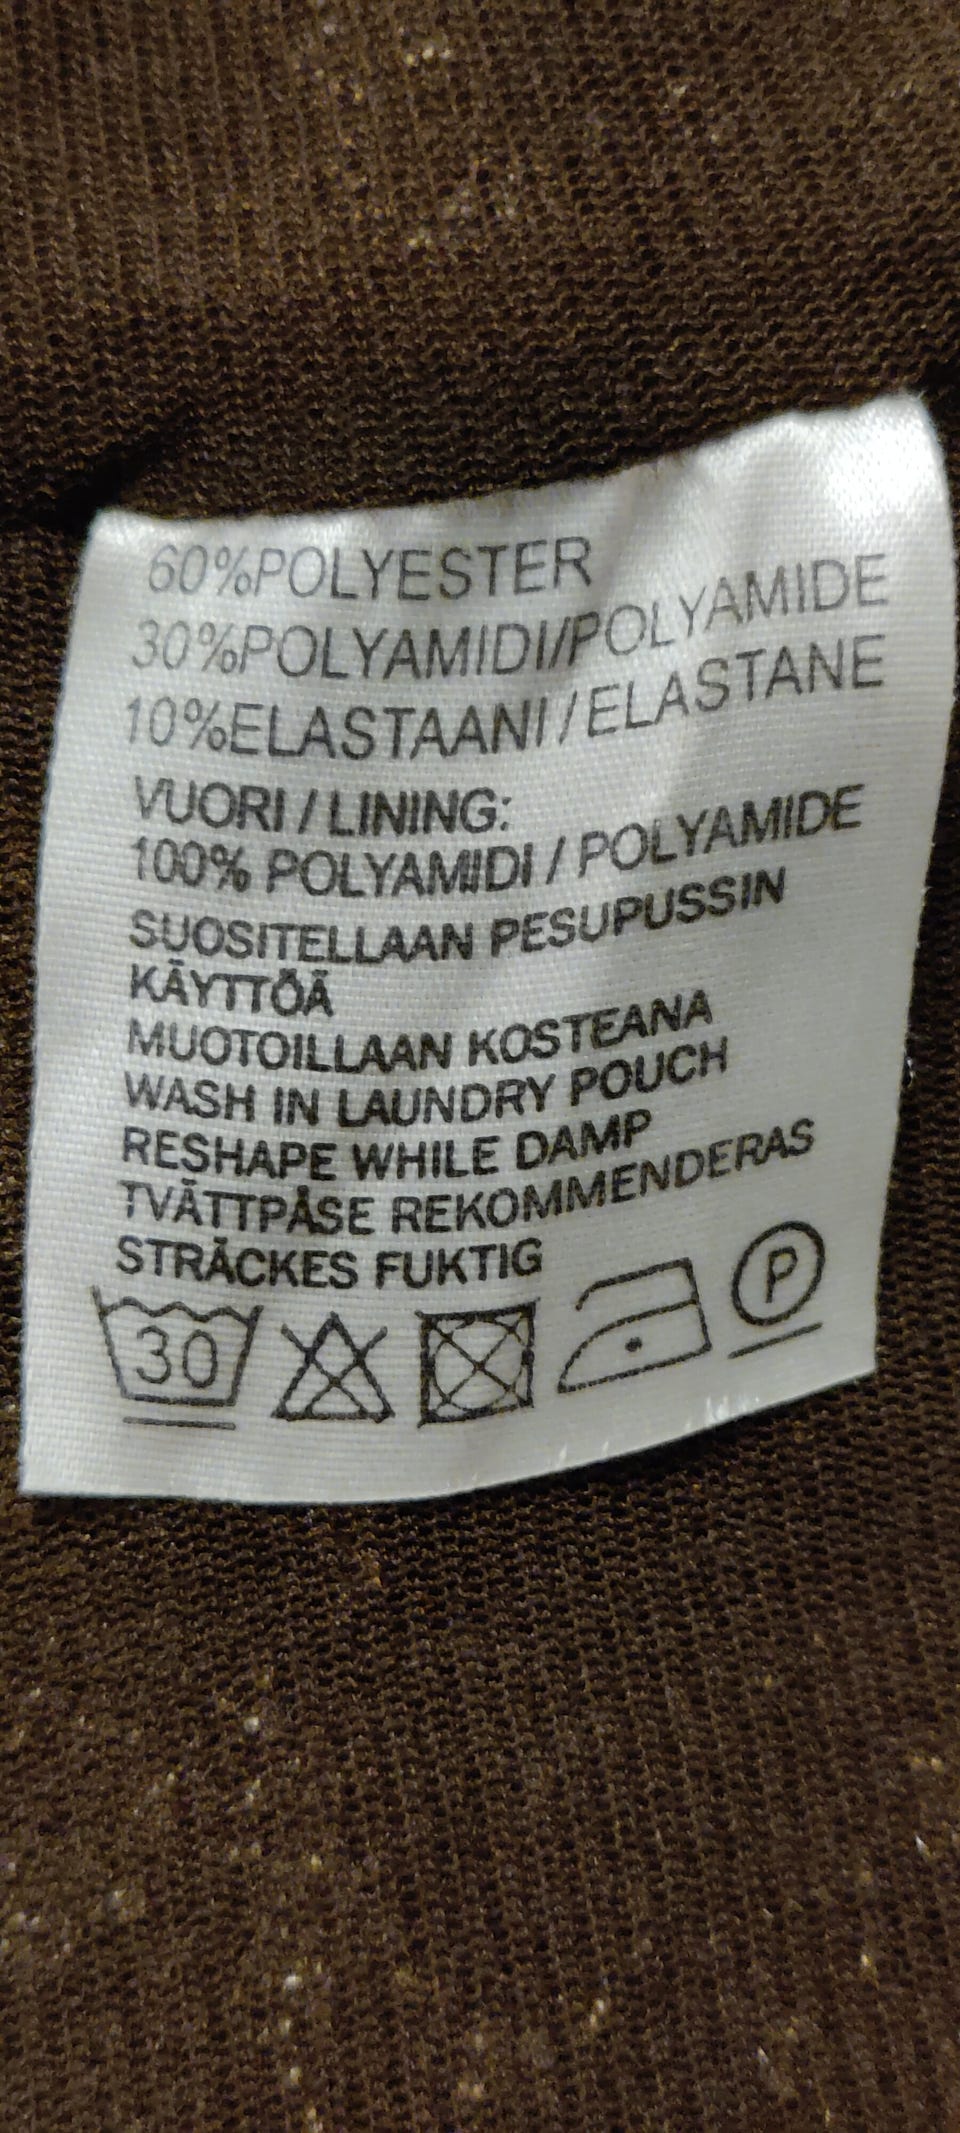 60%POLYESTER
30%POLYAMIDI/POLYAMIDE
10%ELASTAANI/ELASTANE
VUORI / LINING:
100% POLYAMIIDI / POLYAMIDE
SUOSITELLAAN PESUPUSSIN
KÄYTTÖÄ
MUOTOILLAAN KOSTEANA
WASH IN LAUNDRY POUCH
RESHAPE WHILE DAMP
TVÄTTPÅSE REKOMMENDERAS
STRÄCKES FUKTIG
30 P